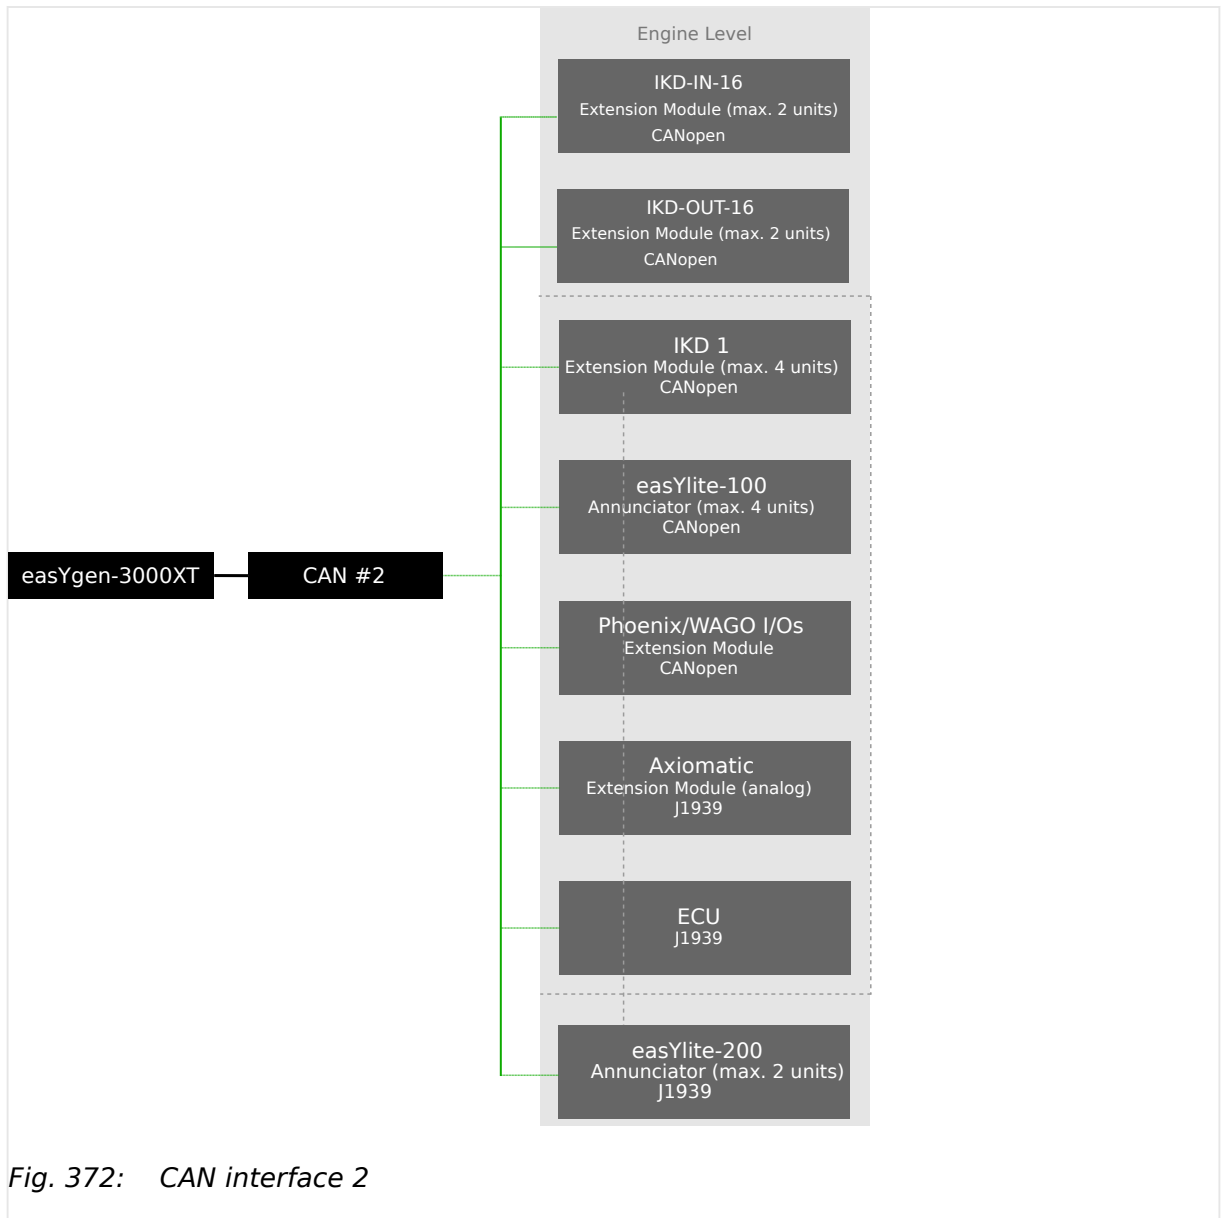 Engine Level
IKD-IN-16
Extension Module (max. 2 units)
CANopen
IKD-OUT-16
Extension Module (max. 2 units)
CANopen
IKD 1
Extension Module (max. 4 units)
CANopen
easYlite-100
Annunciator (max. 4 units)
CANopen
easYgen-3000XT
CAN #2
Phoenix/WAGO I/Os
Extension Module
CANopen
Axiomatic
Extension Module (analog)
J1939
ECU
J1939
easYlite-200
Annunciator (max. 2 units)
J1939
Fig. 372: CAN interface 2